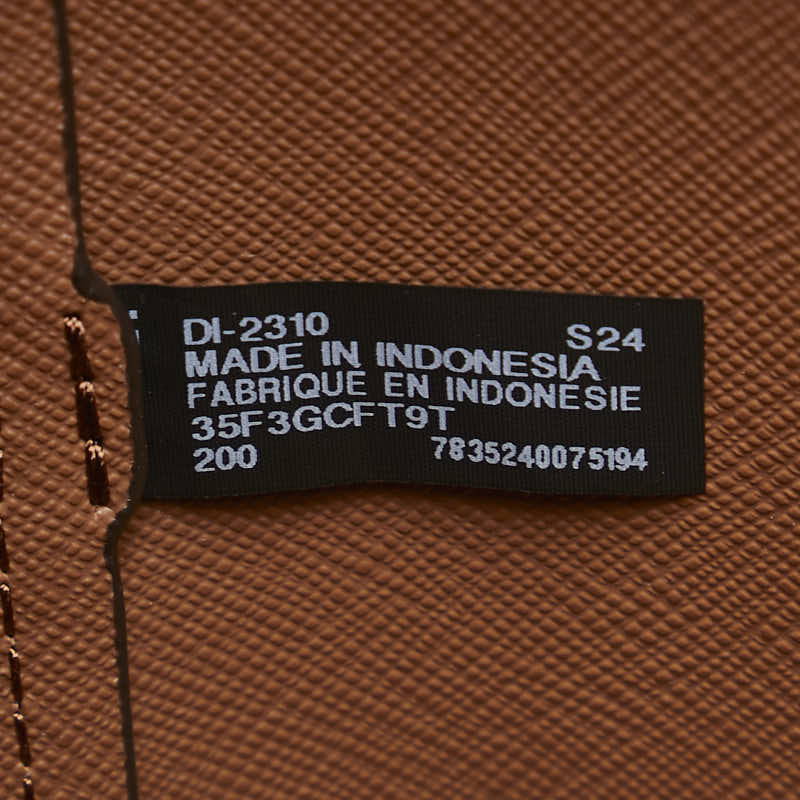 DI-2310 S24
MADE IN INDONESIA
FABRIQUE EN INDONESIE
35F3GCFT9T
200 7835240075194